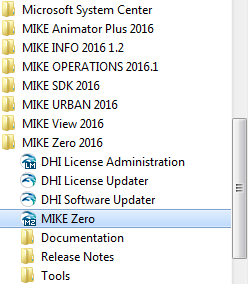 Microsoft System Center
MIKE Animator Plus 2016
MIKE INFO 2016 1.2
MIKE OPERATIONS 2016.1
MIKE SDK 2016
MIKE URBAN 2016
MIKE View 2016
MIKE Zero 2016
LM DHI License Administration
DHI License Updater
DHI Software Updater
MZ MIKE Zero
Documentation
Release Notes
Tools